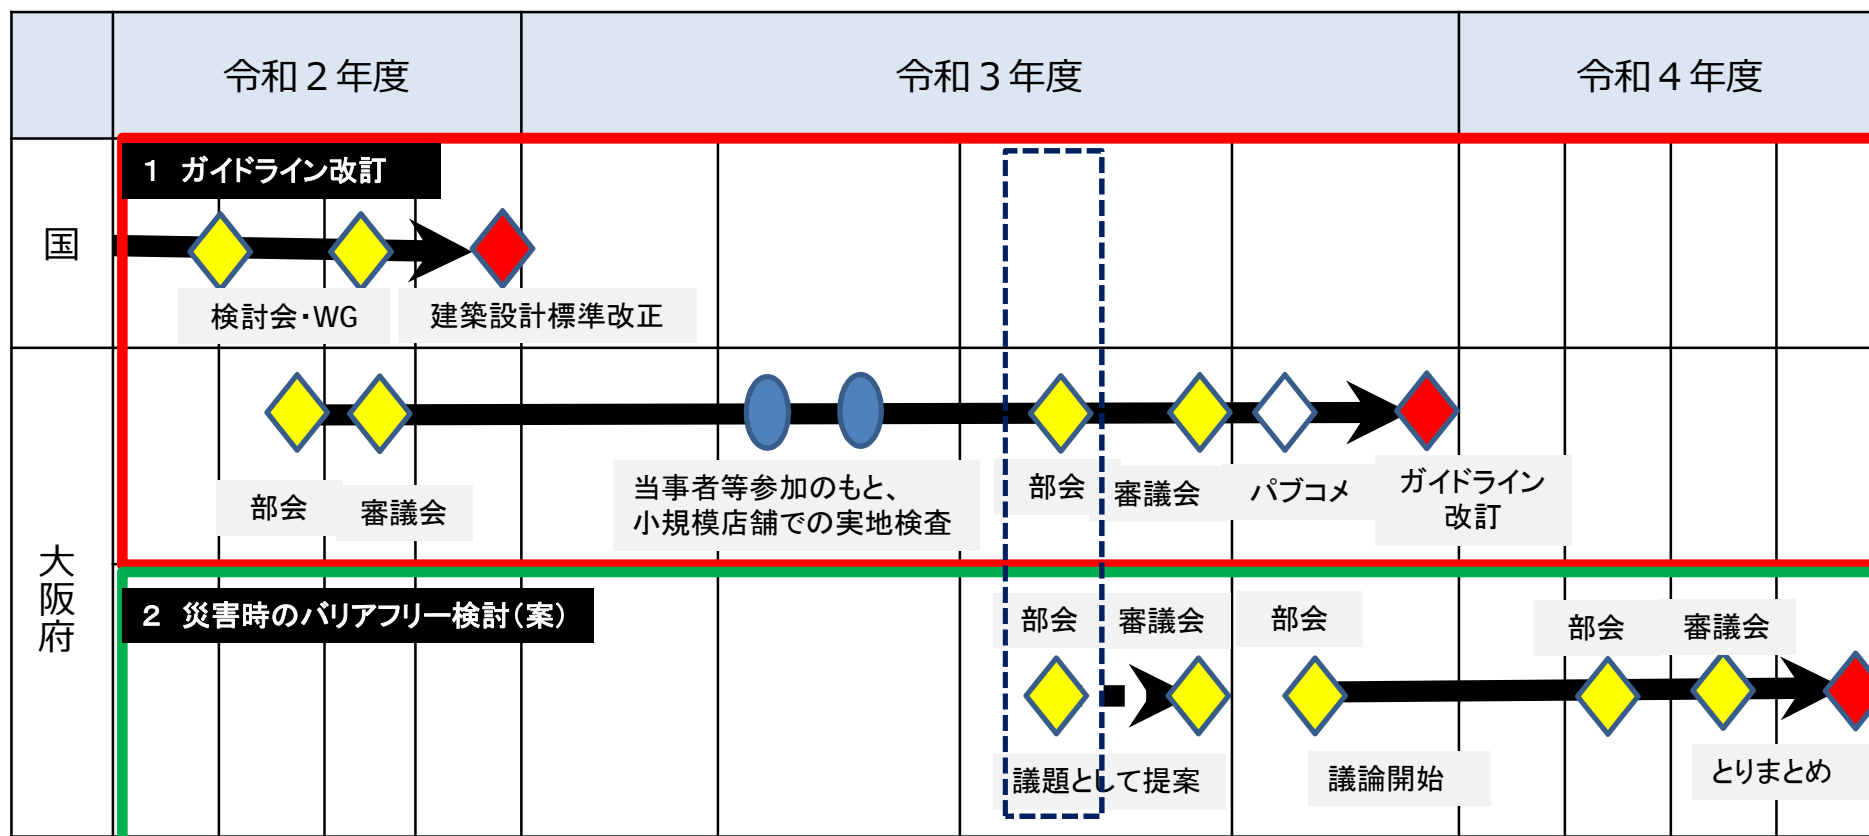 令和２年度
令和３年度
令和４年度
１ ガイドライン改訂
国
検討会・WG
建築設計標準改正
大阪府
部会
審議会
当事者等参加のもと、
小規模店舗での実地検査
部会
審議会
パブコメ
ガイドライン
改訂
２ 災害時のバリアフリー検討（案）
部会
審議会
部会
部会
審議会
議題として提案
議論開始
とりまとめ